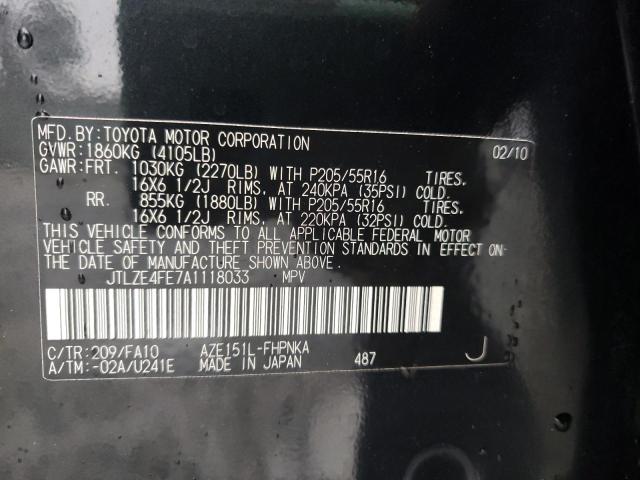 MFD.BY:TOYOTA MOTOR CORPORATION 02/10
GVWR:1860KG (4105LB)
GAWR:FRT. 1030KG (2270LB) WITH P205/55R16 TIRES.
16X6 1/2J RIMS, AT 240KPA (35PSI) COLD.
RR. 855KG (1880LB) WITH P205/55R16 TIRES.
16X6 1/2J RIMS, AT 220KPA (32PSI) COLD.
THIS VEHICLE CONFORMS TO ALL APPLICABLE FEDERAL MOTOR
VEHICLE SAFETY AND THEFT PREVENTION STANDARDS IN EFFECT ON
THE DATE OF MANUFACTURE SHOWN ABOVE.
JTLZE4FE7A1118033 MPV
C/TR:209/FA10 AZE151L-FHPNKA
A/TM:-02A/U241E MADE IN JAPAN 487 J